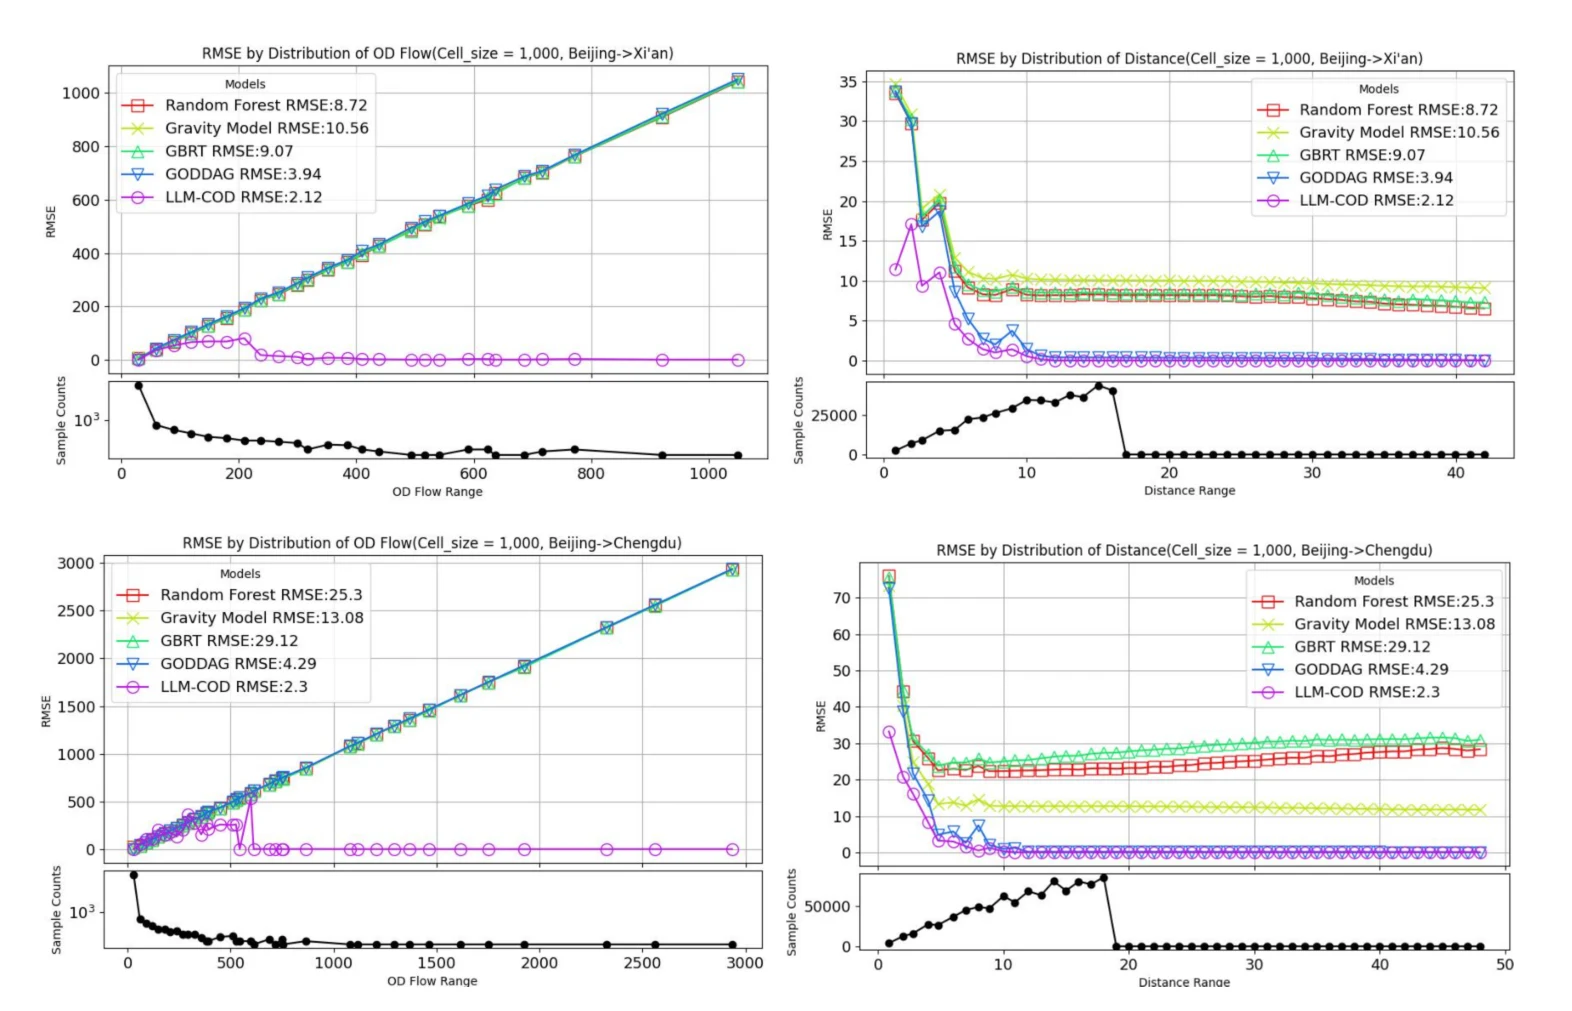 RMSE by Distribution of OD Flow(Cell_size = 1,000, Beijing->Xi'an)
Models
Random Forest RMSE:8.72
Gravity Model RMSE:10.56
GBRT RMSE:9.07
GODDAG RMSE:3.94
LLM-COD RMSE:2.12
RMSE
1000
800
600
400
200
0
Sample Counts
10³
0 200 400 600 800 1000
OD Flow Range
RMSE by Distribution of Distance(Cell_size = 1,000, Beijing->Xi'an)
Models
Random Forest RMSE:8.72
Gravity Model RMSE:10.56
GBRT RMSE:9.07
GODDAG RMSE:3.94
LLM-COD RMSE:2.12
RMSE
35
30
25
20
15
10
5
0
Sample Counts
25000
0
0 10 20 30 40
Distance Range
RMSE by Distribution of OD Flow(Cell_size = 1,000, Beijing->Chengdu)
Models
Random Forest RMSE:25.3
Gravity Model RMSE:13.08
GBRT RMSE:29.12
GODDAG RMSE:4.29
LLM-COD RMSE:2.3
RMSE
3000
2500
2000
1500
1000
500
0
Sample Counts
10³
0 500 1000 1500 2000 2500 3000
OD Flow Range
RMSE by Distribution of Distance(Cell_size = 1,000, Beijing->Chengdu)
Models
Random Forest RMSE:25.3
Gravity Model RMSE:13.08
GBRT RMSE:29.12
GODDAG RMSE:4.29
LLM-COD RMSE:2.3
RMSE
70
60
50
40
30
20
10
0
Sample Counts
50000
0
0 10 20 30 40 50
Distance Range